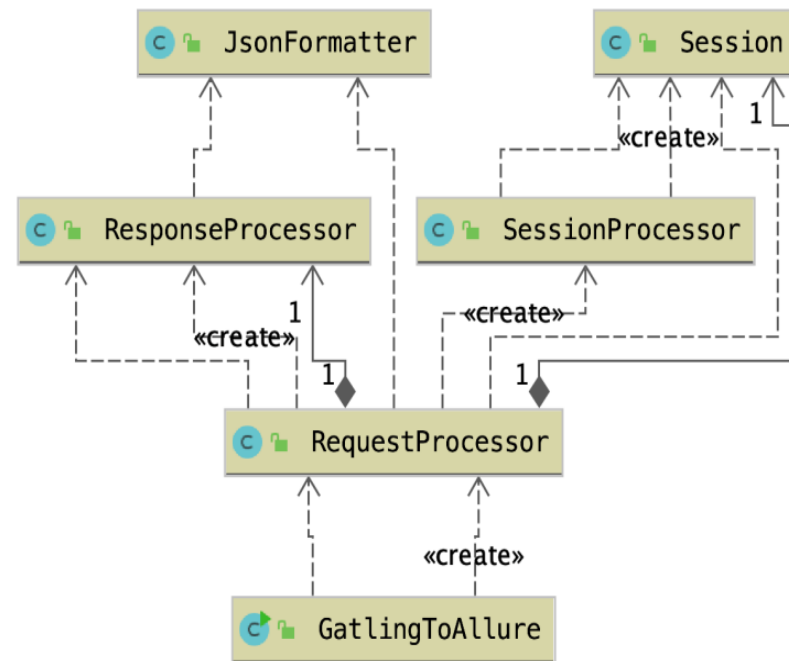 JsonFormatter
Session
1
«create»
ResponseProcessor
SessionProcessor
1
«create»
«create»
1
1
RequestProcessor
«create»
GatlingToAllure